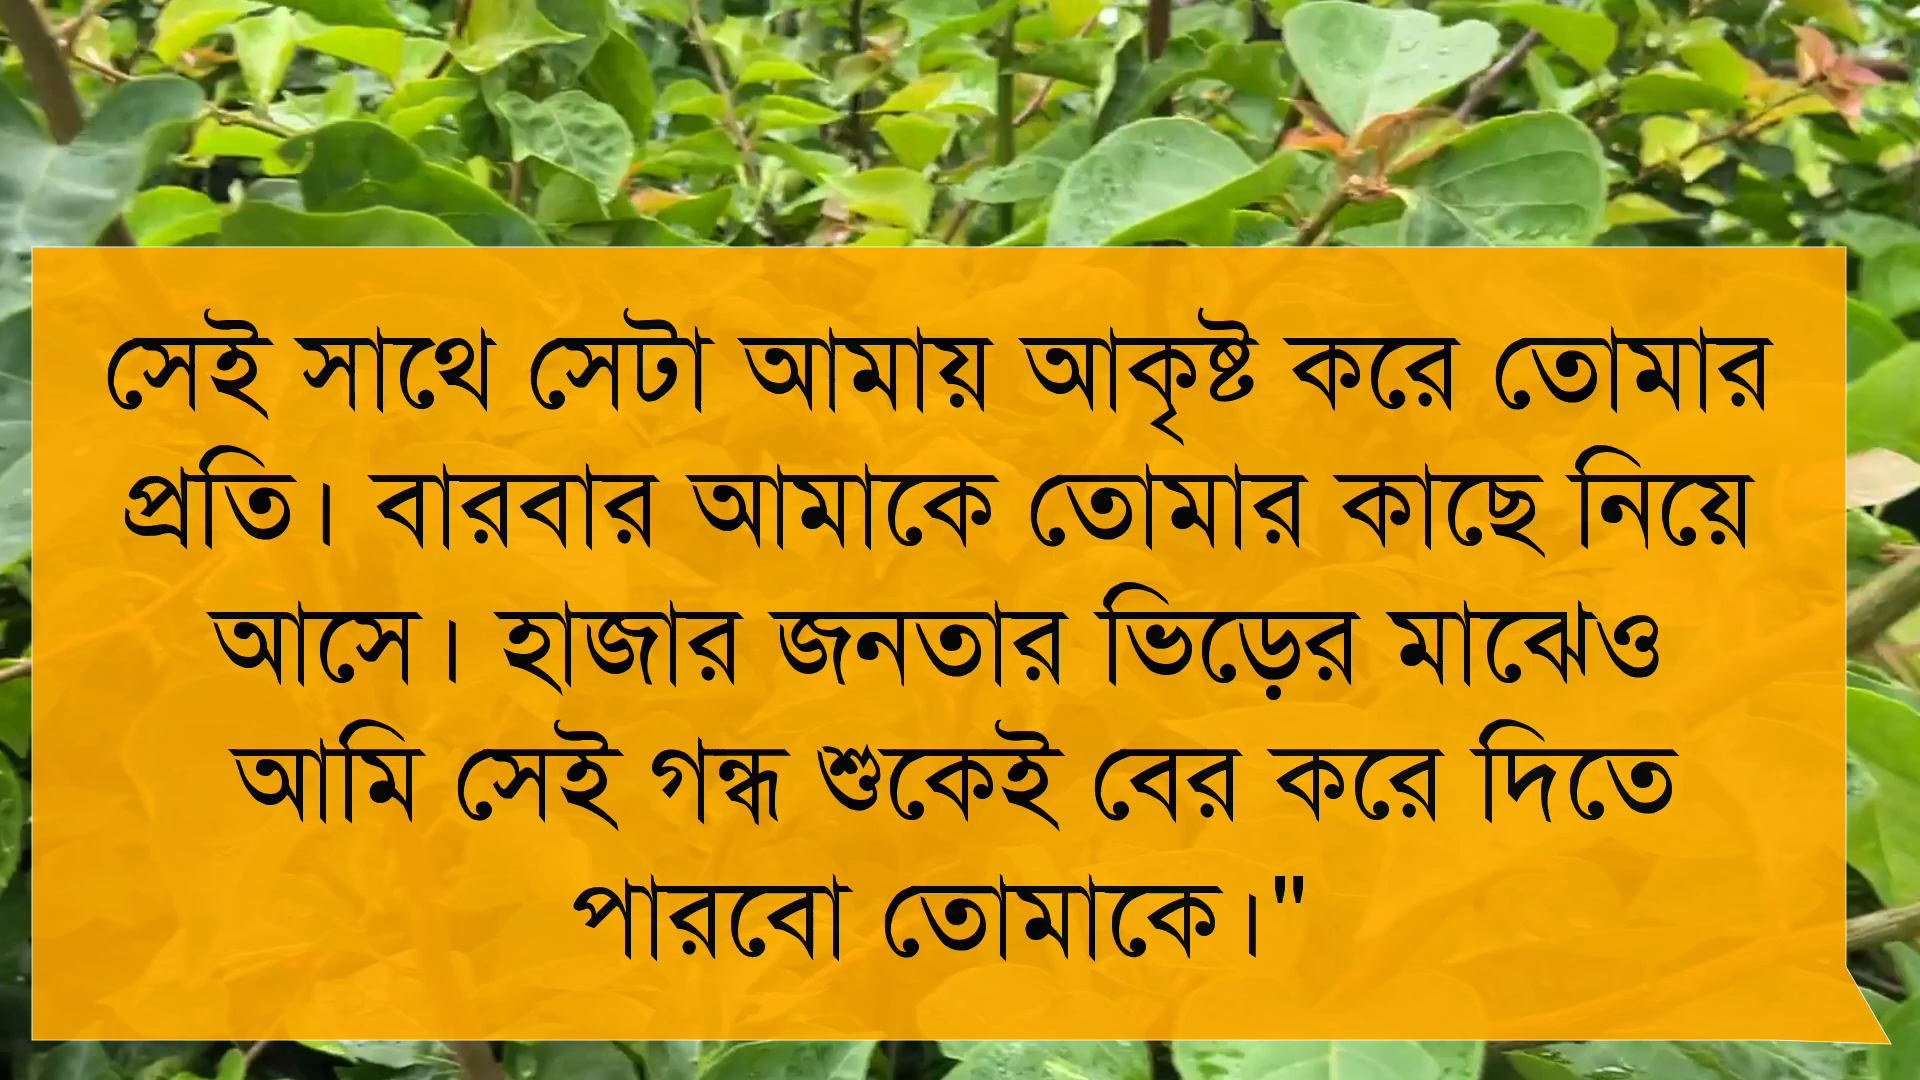 সেই সাথে সেটা আমায় আকৃষ্ট করে তোমার
প্রতি। বারবার আমাকে তোমার কাছে নিয়ে
আসে। হাজার জনতার ভিড়ের মাঝেও
আমি সেই গন্ধ শুকেই বের করে দিতে
পারবো তোমাকে।"